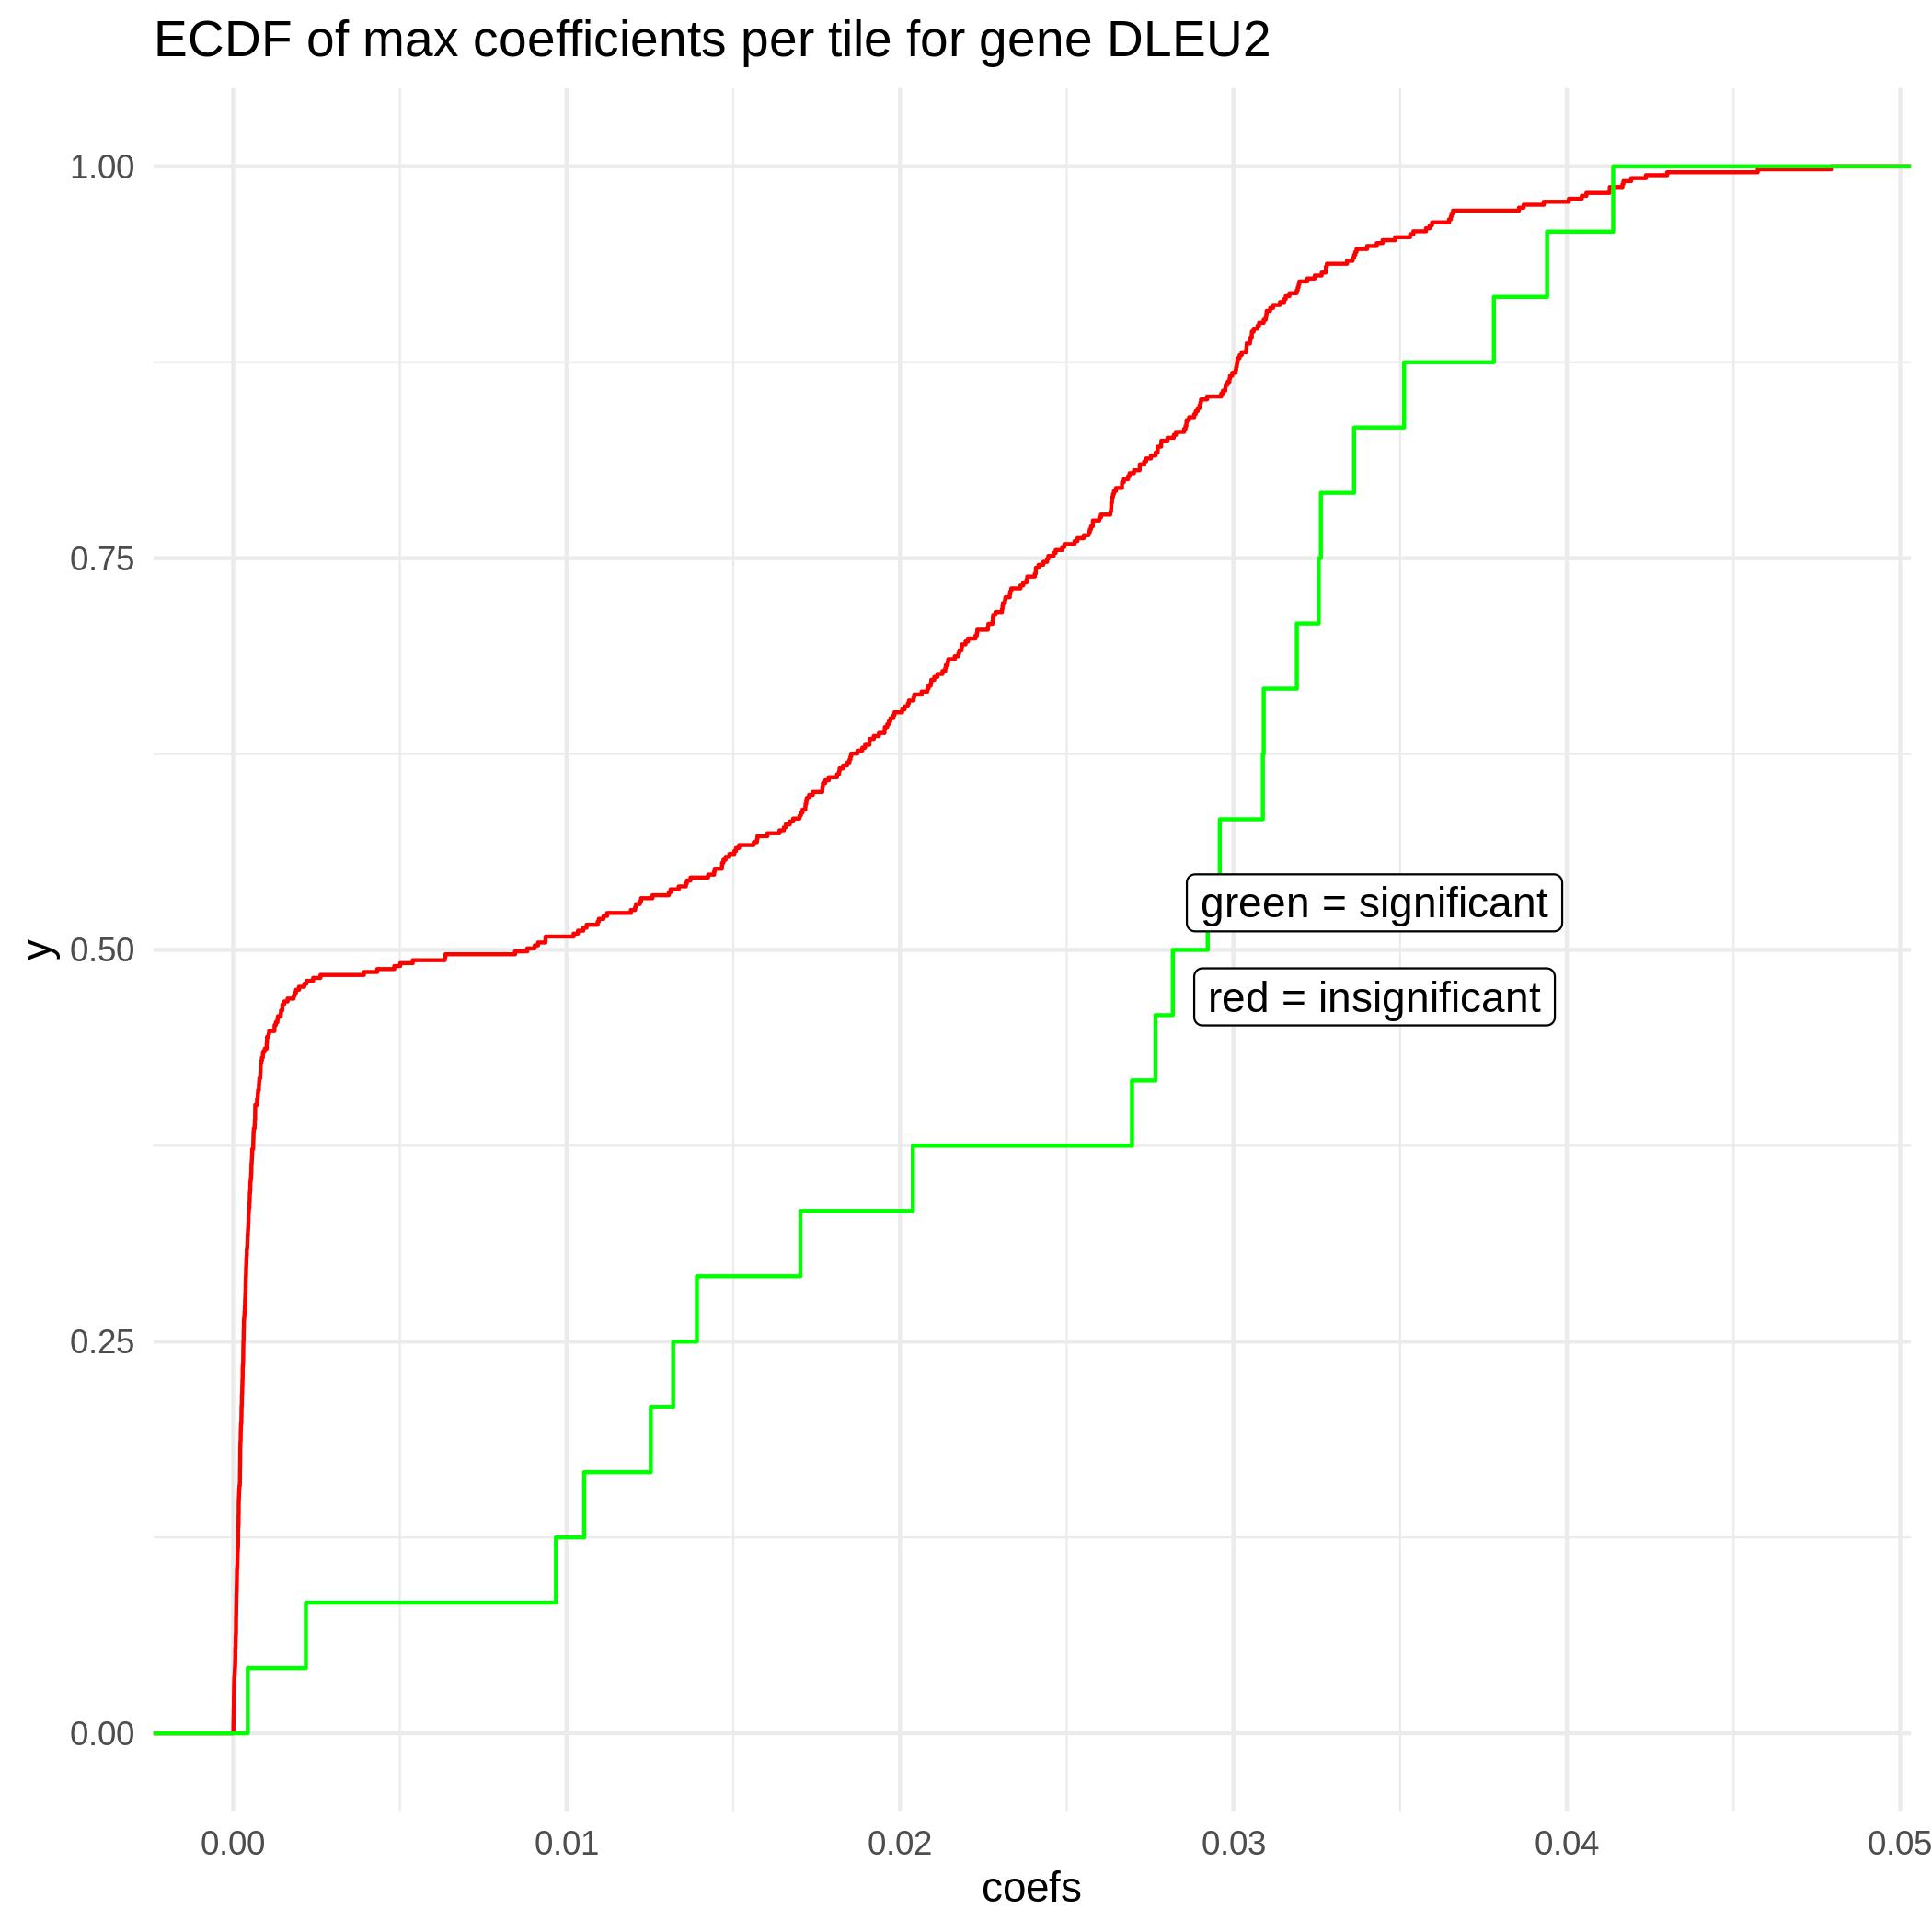 ECDF of max coefficients per tile for gene DLEU2
1.00
0.75
0.50
0.25
0.00
y
green = significant
red = insignificant
0.00 0.01 0.02 0.03 0.04 0.05
coefs